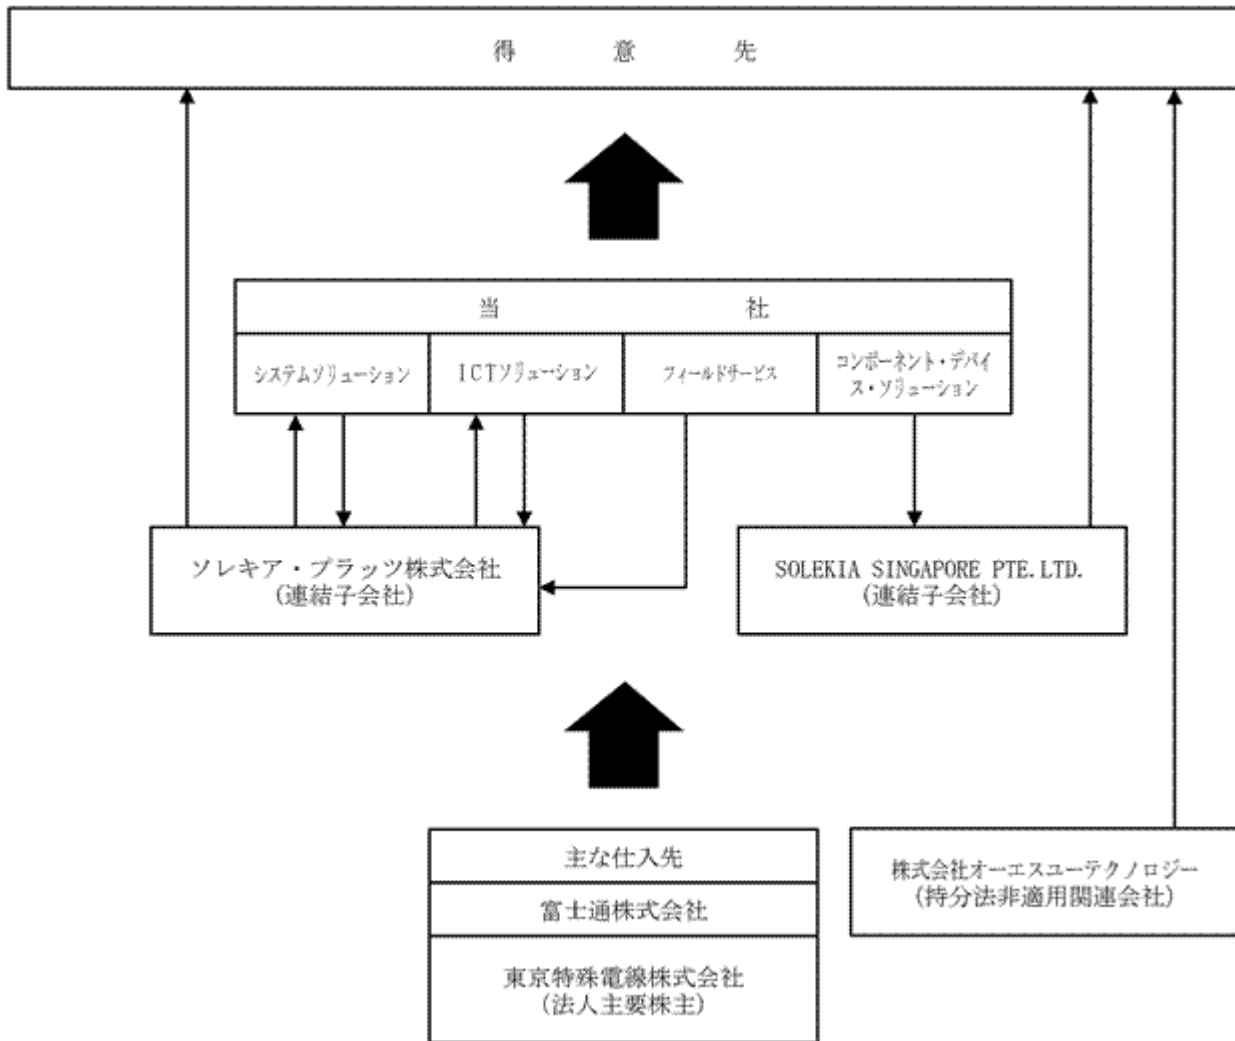 得意先
当社
システムソリューション
ICTソリューション
フィールドサービス
コンポーネント・デバイ
ス・ソリューション
ソレキア・プラッツ株式会社
(連結子会社)
SOLEKIA SINGAPORE PTE.LTD.
(連結子会社)
主な仕入先
富士通株式会社
東京特殊電線株式会社
(法人主要株主)
株式会社オーエスユーテクノロジー
(持分法非適用関連会社)